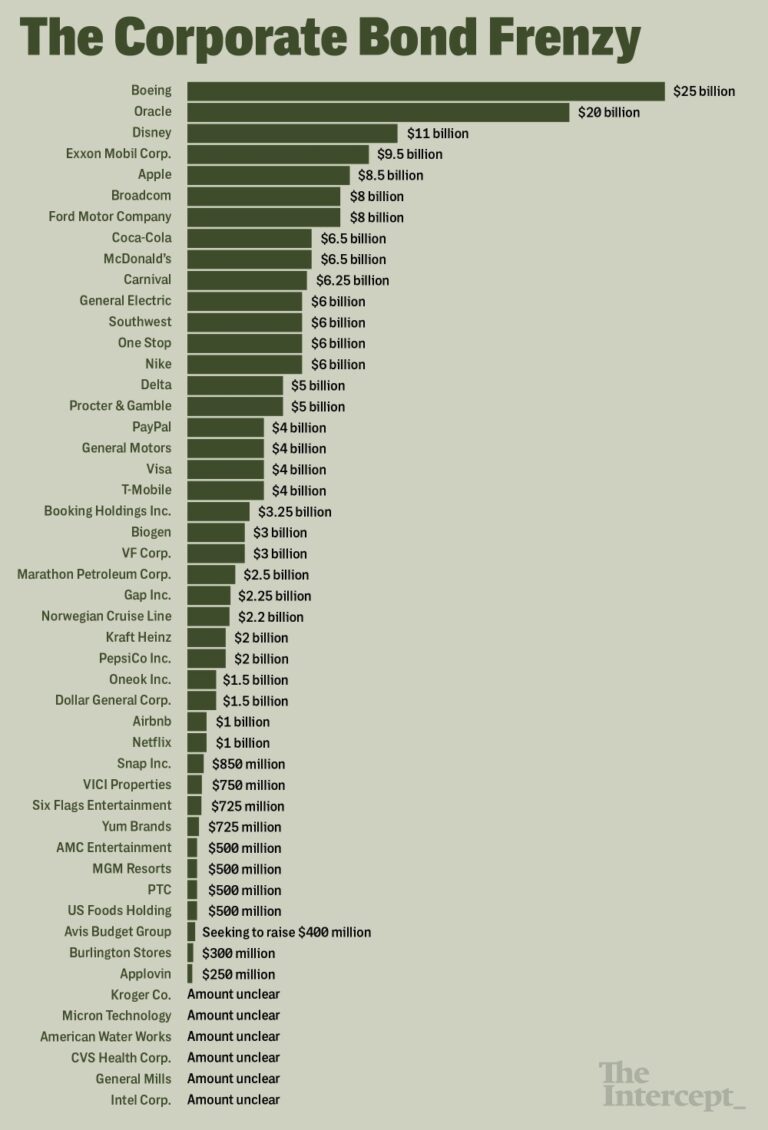 The Corporate Bond Frenzy
Boeing $25 billion
Oracle $20 billion
Disney $11 billion
Exxon Mobil Corp. $9.5 billion
Apple $8.5 billion
Broadcom $8 billion
Ford Motor Company $8 billion
Coca-Cola $6.5 billion
McDonald's $6.5 billion
Carnival $6.25 billion
General Electric $6 billion
Southwest $6 billion
One Stop $6 billion
Nike $6 billion
Delta $5 billion
Procter & Gamble $5 billion
PayPal $4 billion
General Motors $4 billion
Visa $4 billion
T-Mobile $4 billion
Booking Holdings Inc. $3.25 billion
Biogen $3 billion
VF Corp. $3 billion
Marathon Petroleum Corp. $2.5 billion
Gap Inc. $2.25 billion
Norwegian Cruise Line $2.2 billion
Kraft Heinz $2 billion
PepsiCo Inc. $2 billion
Oneok Inc. $1.5 billion
Dollar General Corp. $1.5 billion
Airbnb $1 billion
Netflix $1 billion
Snap Inc. $850 million
VICI Properties $750 million
Six Flags Entertainment $725 million
Yum Brands $725 million
AMC Entertainment $500 million
MGM Resorts $500 million
PTC $500 million
US Foods Holding $500 million
Avis Budget Group Seeking to raise $400 million
Burlington Stores $300 million
Applovin $250 million
Kroger Co. Amount unclear
Micron Technology Amount unclear
American Water Works Amount unclear
CVS Health Corp. Amount unclear
General Mills Amount unclear
Intel Corp. Amount unclear
The
Intercept_